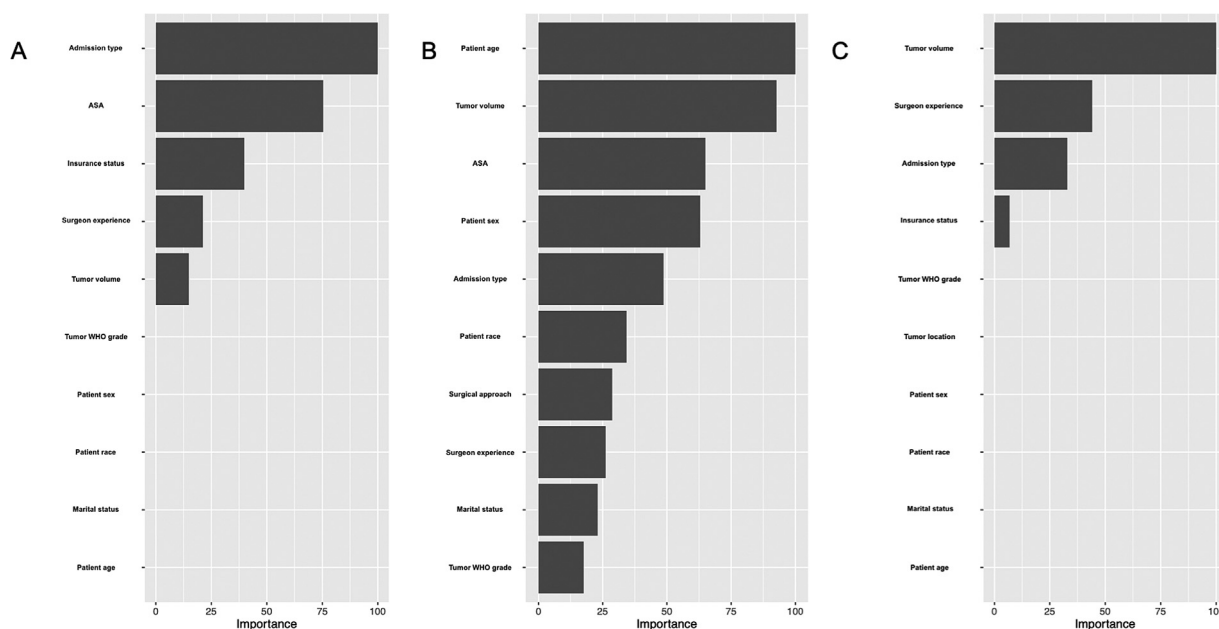 A
Admission type
ASA
Insurance status
Surgeon experience
Tumor volume
Tumor WHO grade
Patient sex
Patient race
Marital status
Patient age
0 25 50 75 100
Importance
B
Patient age
Tumor volume
ASA
Patient sex
Admission type
Patient race
Surgical approach
Surgeon experience
Marital status
Tumor WHO grade
0 25 50 75 100
Importance
C
Tumor volume
Surgeon experience
Admission type
Insurance status
Tumor WHO grade
Tumor location
Patient sex
Patient race
Marital status
Patient age
0 25 50 75 100
Importance